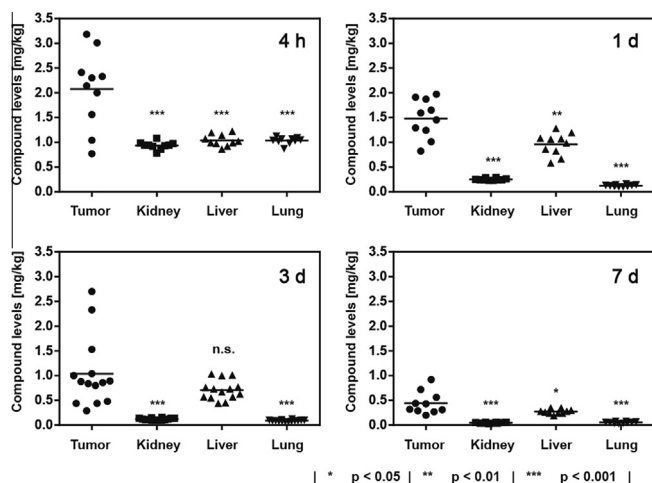 4 h
Compound levels [mg/kg]
3.5
3.0
2.5
2.0
1.5
1.0
0.5
0.0
*** *** ***
Tumor Kidney Liver Lung
1 d
Compound levels [mg/kg]
3.5
3.0
2.5
2.0
1.5
1.0
0.5
0.0
*** ** ***
Tumor Kidney Liver Lung
3 d
Compound levels [mg/kg]
3.5
3.0
2.5
2.0
1.5
1.0
0.5
0.0
*** n.s. ***
Tumor Kidney Liver Lung
7 d
Compound levels [mg/kg]
3.5
3.0
2.5
2.0
1.5
1.0
0.5
0.0
*** * ***
Tumor Kidney Liver Lung
| * p < 0.05 | ** p < 0.01 | *** p < 0.001 |